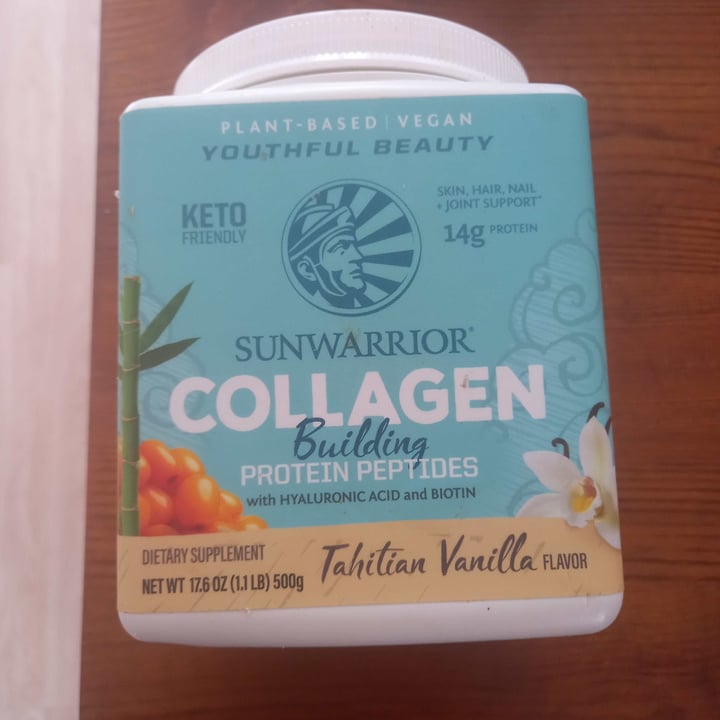 PLANT-BASED | VEGAN
YOUTHFUL BEAUTY
KETO
FRIENDLY
SKIN, HAIR, NAIL
+ JOINT SUPPORT*
14g PROTEIN
SUNWARRIOR®
COLLAGEN
Building
PROTEIN PEPTIDES
with HYALURONIC ACID and BIOTIN
DIETARY SUPPLEMENT
NET WT 17.6 OZ (1.1 LB) 500g
Tahitian Vanilla FLAVOR